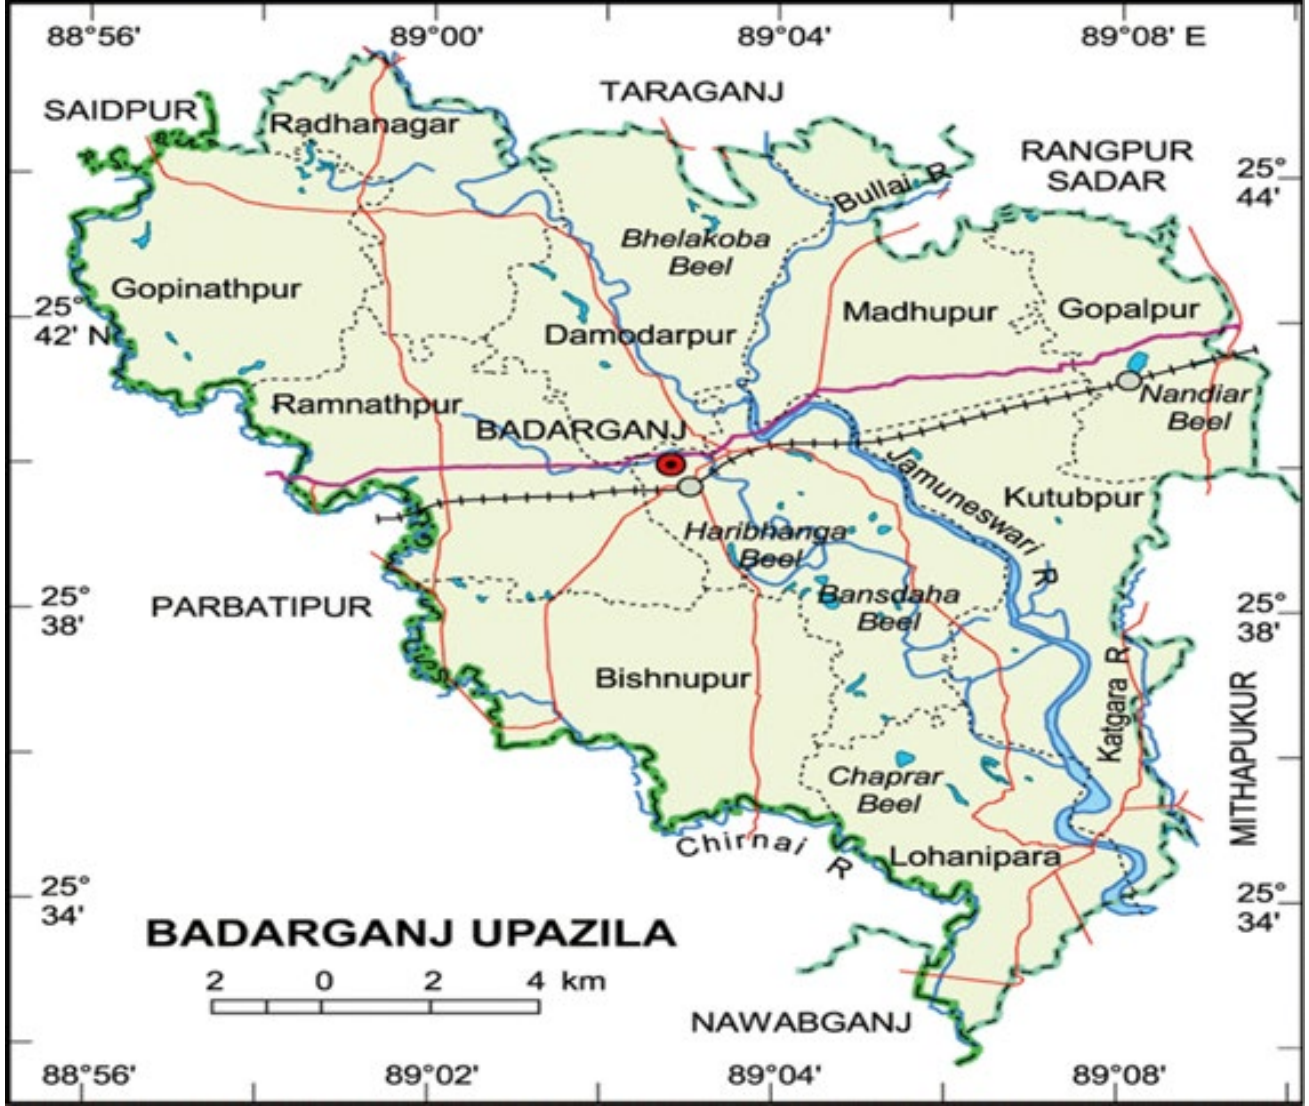 88°56'
89°00'
89°04'
89°08' E
SAIDPUR
TARAGANJ
Radhanagar
RANGPUR
SADAR
25°
44'
Bullai R
Bhelakoba
Beel
Gopinathpur
25°
42' N
Madhupur
Gopalpur
Damodarpur
Nandiar
Beel
Ramnathpur
BADARGANJ
Jamuneswari R
Kutubpur
Haribhanga
Beel
PARBATIPUR
25°
38'
Bansdaha
Beel
25°
38'
Bishnupur
Katgara R
MITHAPUKUR
Chaprar
Beel
Chirnai R
Lohanipara
25°
34'
25°
34'
BADARGANJ UPAZILA
2 0 2 4 km
NAWABGANJ
88°56'
89°02'
89°04'
89°08'